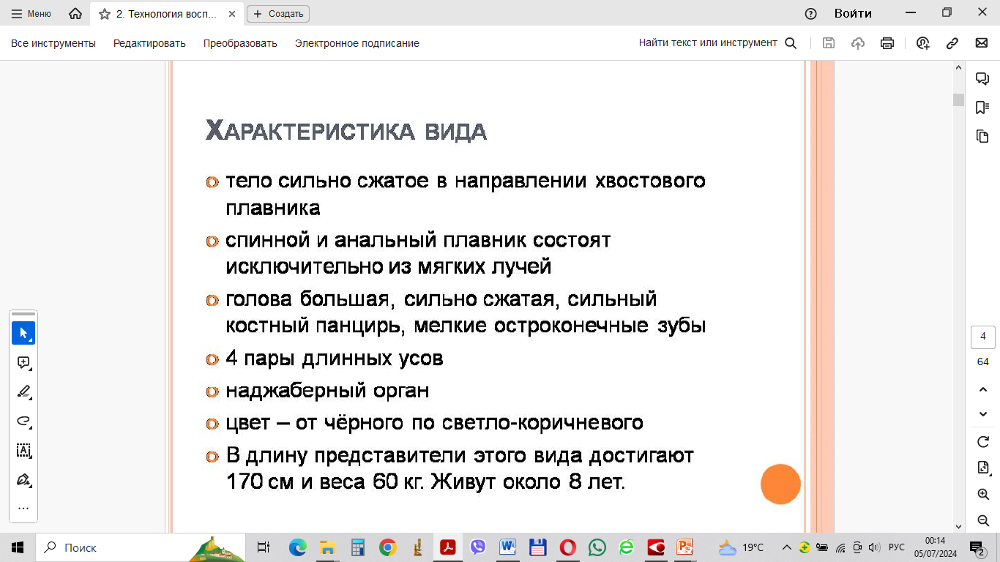 Меню
2. Технология восп...
Создать
Войти
Все инструменты Редактировать Преобразовать Электронное подписание
Найти текст или инструмент
ХАРАКТЕРИСТИКА ВИДА
тело сильно сжатое в направлении хвостового
плавника
спинной и анальный плавник состоят
исключительно из мягких лучей
голова большая, сильно сжатая, сильный
костный панцирь, мелкие остроконечные зубы
4 пары длинных усов
наджаберный орган
цвет – от чёрного по светло-коричневого
В длину представители этого вида достигают
170 см и веса 60 кг. Живут около 8 лет.
4
64
Поиск
19°C
РУС
00:14
05/07/2024
2